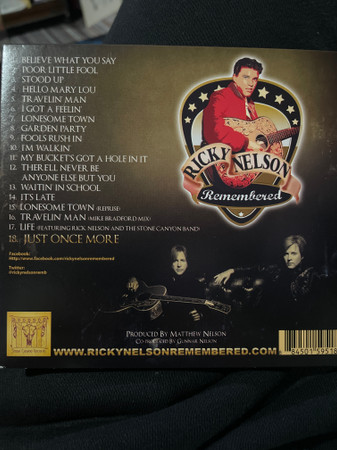 1. BELIEVE WHAT YOU SAY
2. POOR LITTLE FOOL
3. STOOD UP
4. HELLO MARY LOU
5. TRAVELIN' MAN
6. I GOT A FEELIN'
7. LONESOME TOWN
8. GARDEN PARTY
9. FOOLS RUSH IN
10. I'M WALKIN'
11. MY BUCKET'S GOT A HOLE IN IT
12. THERE'LL NEVER BE
ANYONE ELSE BUT YOU
13. WAITIN' IN SCHOOL
14. IT'S LATE
15. LONESOME TOWN (REPRISE)
16. TRAVELIN' MAN (MIKE BRADFORD MIX)
17. LIFE (FEATURING RICK NELSON AND THE STONE CANYON BAND)
18. JUST ONCE MORE
RICKY NELSON
Remembered
Facebook:
http://www.facebook.com/rickynelsonremembered
Twitter:
PRODUCED BY MATTHEW NELSON
CO-PRODUCED BY GUNNAR NELSON
WWW.RICKYNELSONREMEMBERED.COM